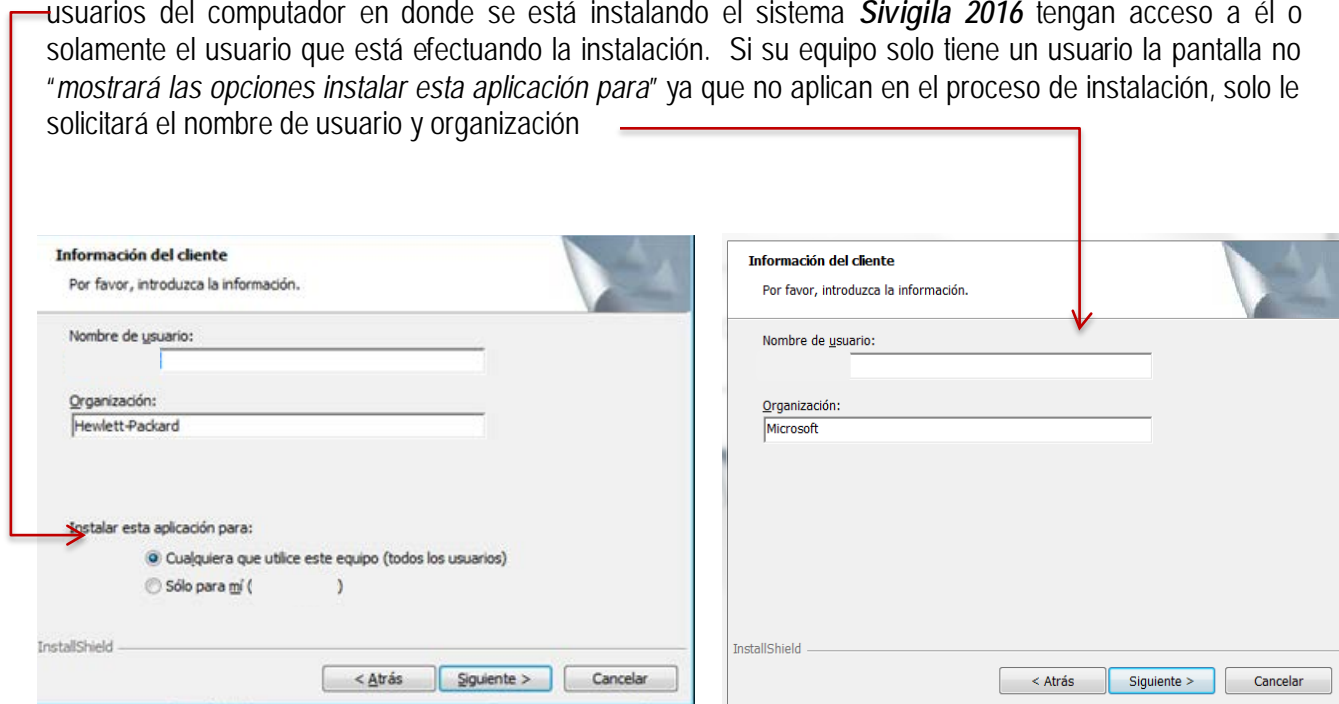 usuarios del computador en donde se está instalando el sistema Sivigila 2016 tengan acceso a él o
solamente el usuario que está efectuando la instalación. Si su equipo solo tiene un usuario la pantalla no
“mostrará las opciones instalar esta aplicación para” ya que no aplican en el proceso de instalación, solo le
solicitará el nombre de usuario y organización
Información del cliente
Por favor, introduzca la información.
Nombre de usuario:
Organización:
Hewlett-Packard
Instalar esta aplicación para:
Cualquiera que utilice este equipo (todos los usuarios)
Sólo para mí ( )
InstallShield
< Atrás Siguiente > Cancelar
Información del cliente
Por favor, introduzca la información.
Nombre de usuario:
Organización:
Microsoft
InstallShield
< Atrás Siguiente > Cancelar